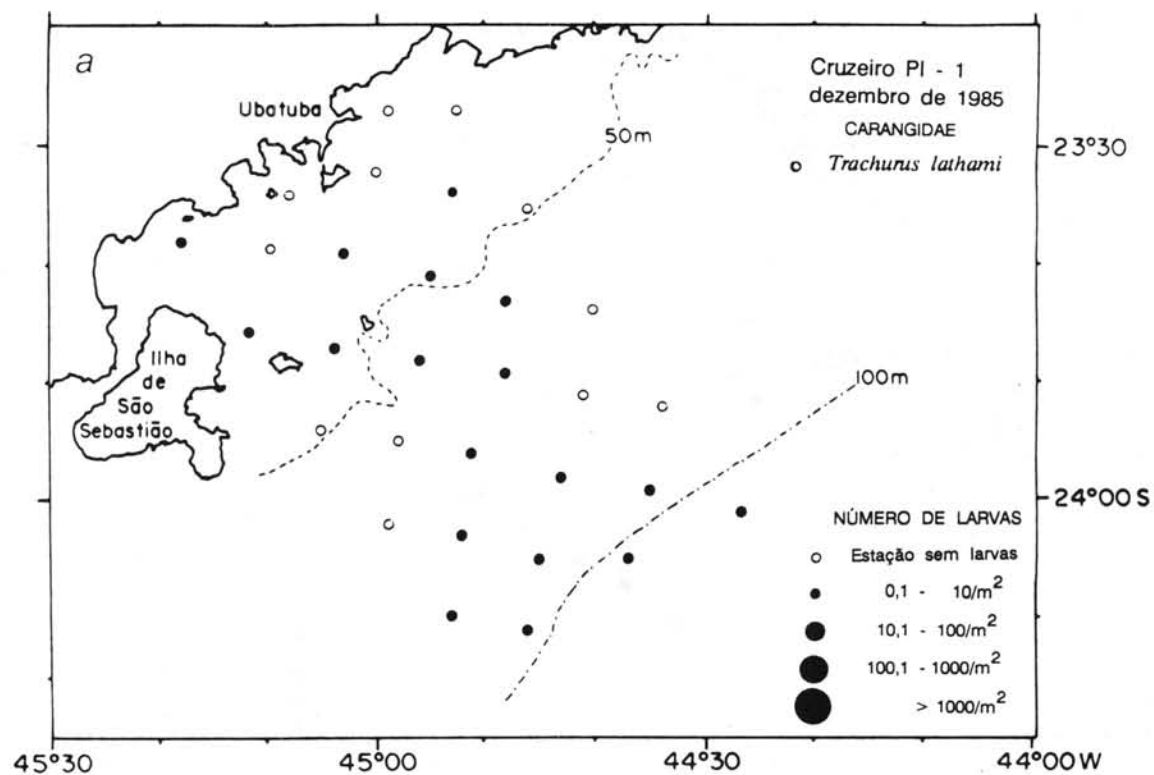 a
Cruzeiro PI - 1
dezembro de 1985
CARANGIDAE
Trachurus lathami
Ubatuba
50m
23°30
Ilha
de
São
Sebastião
100m
24°00 S
NÚMERO DE LARVAS
Estação sem larvas
0,1 - 10/m²
10,1 - 100/m²
100,1 - 1000/m²
> 1000/m²
45°30
45°00
44°30
44°00 W